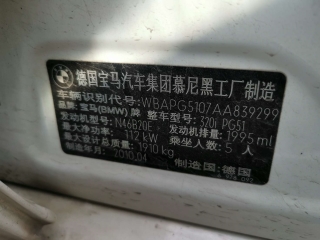 德国宝马汽车集团慕尼黑工厂制造
车辆识别代号: WBAPG5107AA839299
品牌: 宝马(BMW) 牌 整车型号: 320i PG51
发动机型号: N46B20E 发动机排量: 1995 ml
最大净功率: 112 kW 乘坐人数: 5 人
最大设计总质量: 1910 kg
制造年月: 2010.04 制造国: 德国